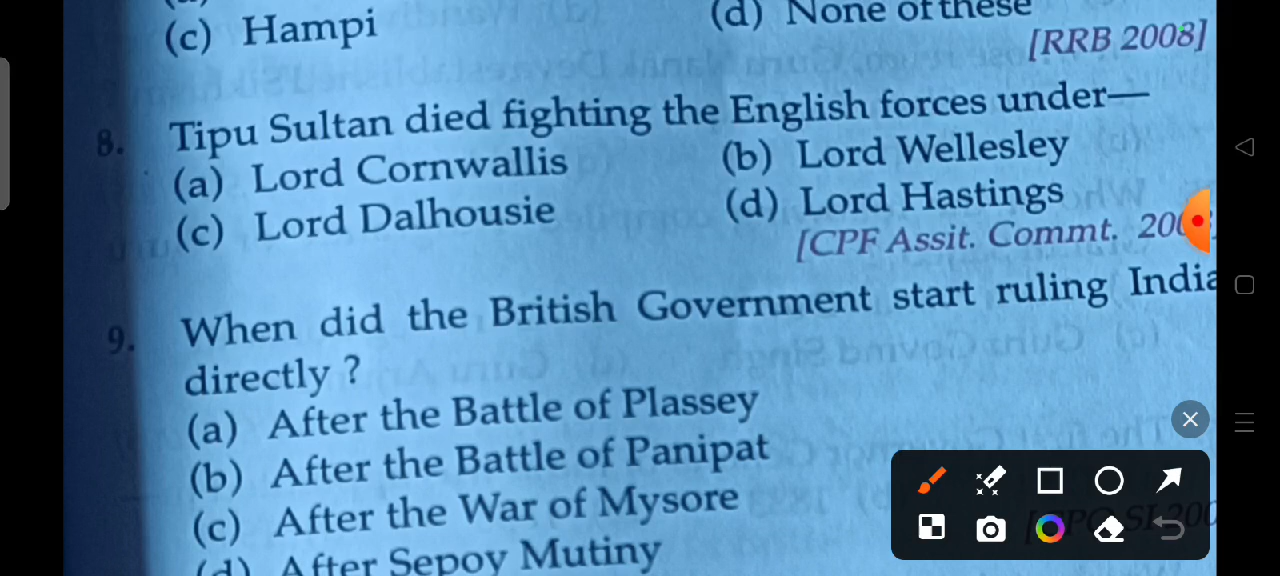 (c) Hampi (d) None of these
[RRB 2008]
8. Tipu Sultan died fighting the English forces under—
(a) Lord Cornwallis (b) Lord Wellesley
(c) Lord Dalhousie (d) Lord Hastings
[CPF Assit. Commt.
9. When did the British Government start ruling India
directly ?
(a) After the Battle of Plassey
(b) After the Battle of Panipat
(c) After the War of Mysore
(d) After Sepoy Mutiny